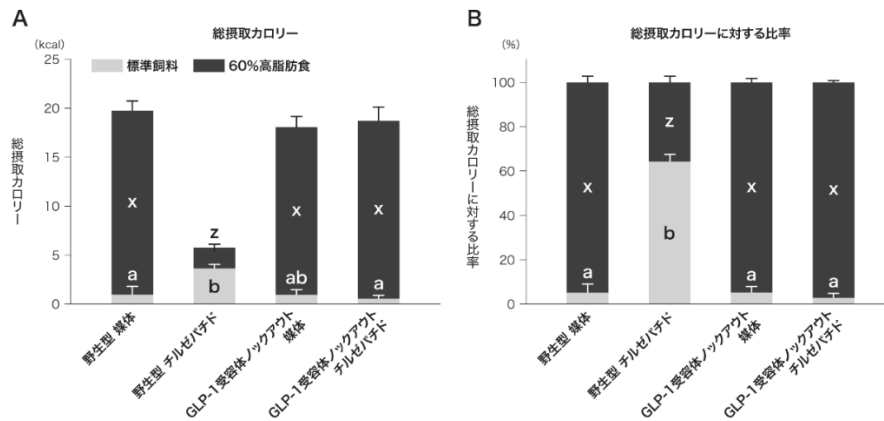 A
総摂取カロリー
(kcal)
25
20
15
10
5
0
総摂取カロリー
標準飼料
60%高脂肪食
x
a
z
b
x
ab
x
a
野生型 媒体
野生型 チルゼパチド
GLP-1受容体ノックアウト
媒体
GLP-1受容体ノックアウト
チルゼパチド
B
総摂取カロリーに対する比率
(%)
100
80
60
40
20
0
総摂取カロリーに対する比率
x
a
z
b
x
a
x
a
野生型 媒体
野生型 チルゼパチド
GLP-1受容体ノックアウト
媒体
GLP-1受容体ノックアウト
チルゼパチド